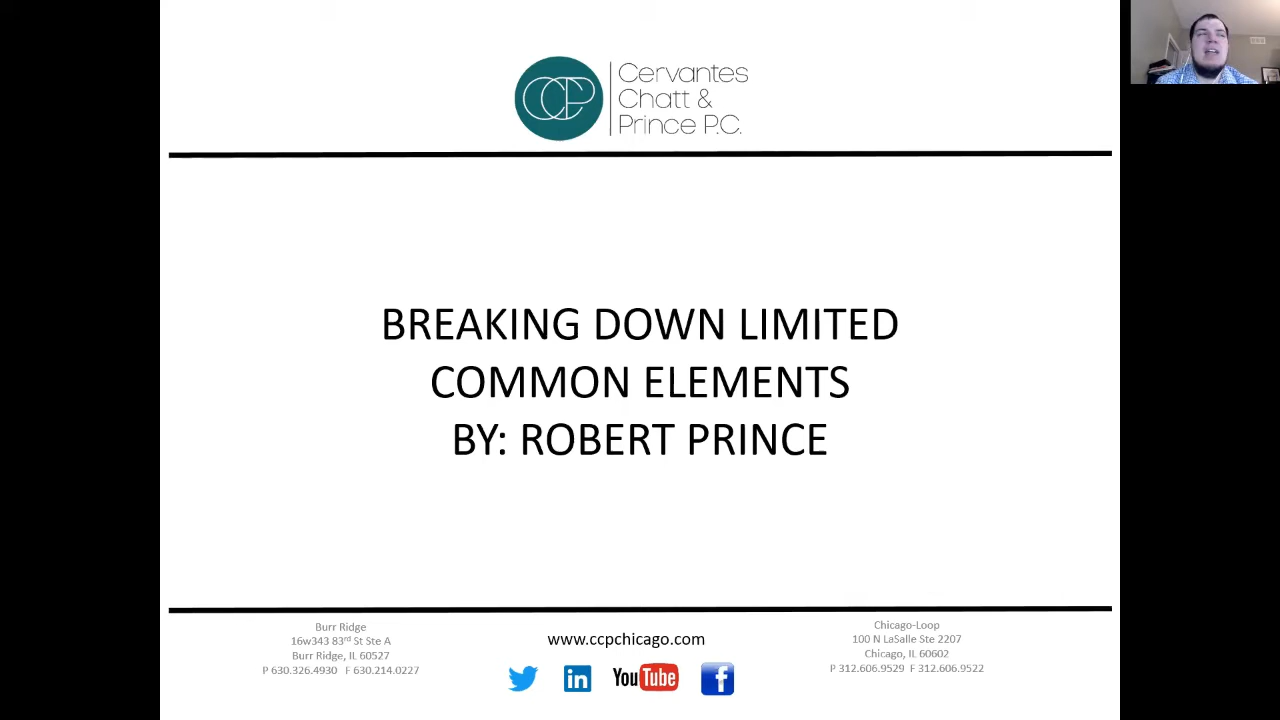 CCP
Cervantes
Chatt &
Prince P.C.
BREAKING DOWN LIMITED
COMMON ELEMENTS
BY: ROBERT PRINCE
Burr Ridge
16w343 83rd St Ste A
Burr Ridge, IL 60527
P 630.326.4930 F 630.214.0227
www.ccpchicago.com
in
YouTube
f
Chicago-Loop
100 N LaSalle Ste 2207
Chicago, IL 60602
P 312.606.9529 F 312.606.9522